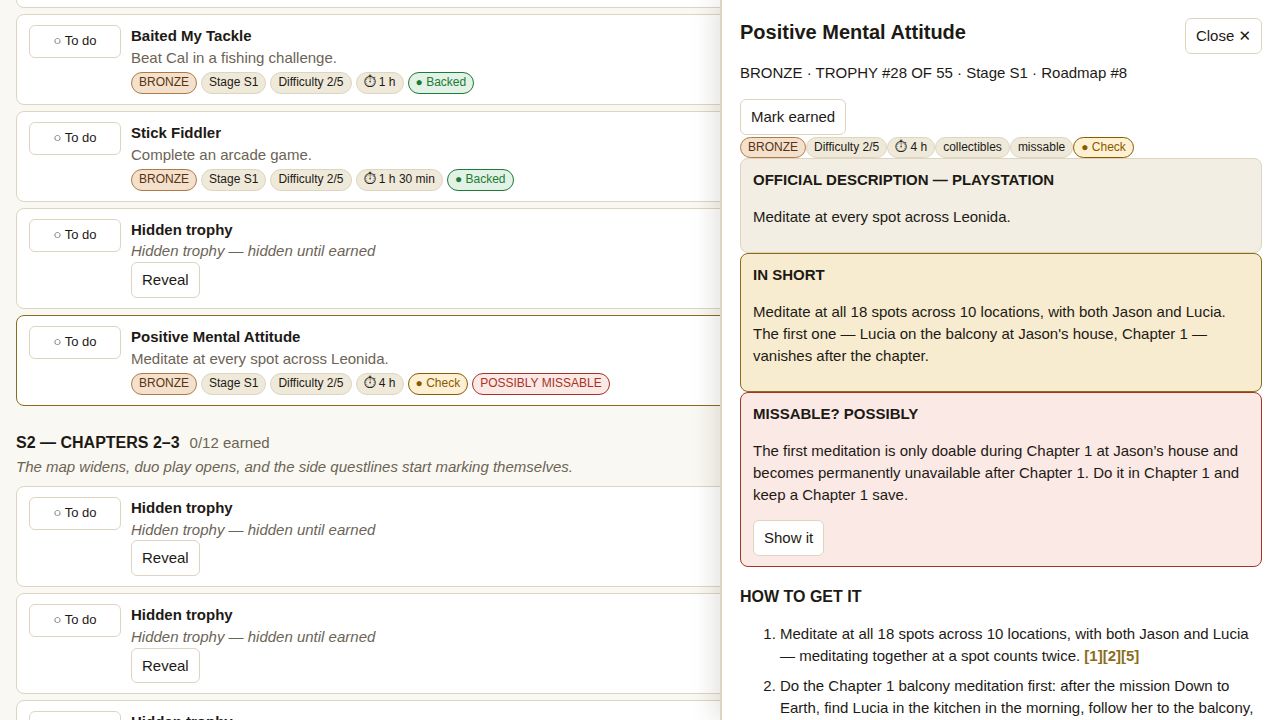 ○ To do
Baited My Tackle
Beat Cal in a fishing challenge.
BRONZE Stage S1 Difficulty 2/5 ⏱ 1 h ● Backed
○ To do
Stick Fiddler
Complete an arcade game.
BRONZE Stage S1 Difficulty 2/5 ⏱ 1 h 30 min ● Backed
○ To do
Hidden trophy
Hidden trophy — hidden until earned
Reveal
○ To do
Positive Mental Attitude
Meditate at every spot across Leonida.
BRONZE Stage S1 Difficulty 2/5 ⏱ 4 h ● Check POSSIBLY MISSABLE
S2 — CHAPTERS 2–3 0/12 earned
The map widens, duo play opens, and the side questlines start marking themselves.
○ To do
Hidden trophy
Hidden trophy — hidden until earned
Reveal
○ To do
Hidden trophy
Hidden trophy — hidden until earned
Reveal
Hidden trophy
Positive Mental Attitude
Close ✕
BRONZE · TROPHY #28 OF 55 · Stage S1 · Roadmap #8
Mark earned
BRONZE Difficulty 2/5 ⏱ 4 h collectibles missable ● Check
OFFICIAL DESCRIPTION — PLAYSTATION
Meditate at every spot across Leonida.
IN SHORT
Meditate at all 18 spots across 10 locations, with both Jason and Lucia.
The first one — Lucia on the balcony at Jason's house, Chapter 1 —
vanishes after the chapter.
MISSABLE? POSSIBLY
The first meditation is only doable during Chapter 1 at Jason’s house and
becomes permanently unavailable after Chapter 1. Do it in Chapter 1 and
keep a Chapter 1 save.
Show it
HOW TO GET IT
1. Meditate at all 18 spots across 10 locations, with both Jason and Lucia
— meditating together at a spot counts twice. [1][2][5]
2. Do the Chapter 1 balcony meditation first: after the mission Down to
Earth, find Lucia in the kitchen in the morning, follow her to the balcony,